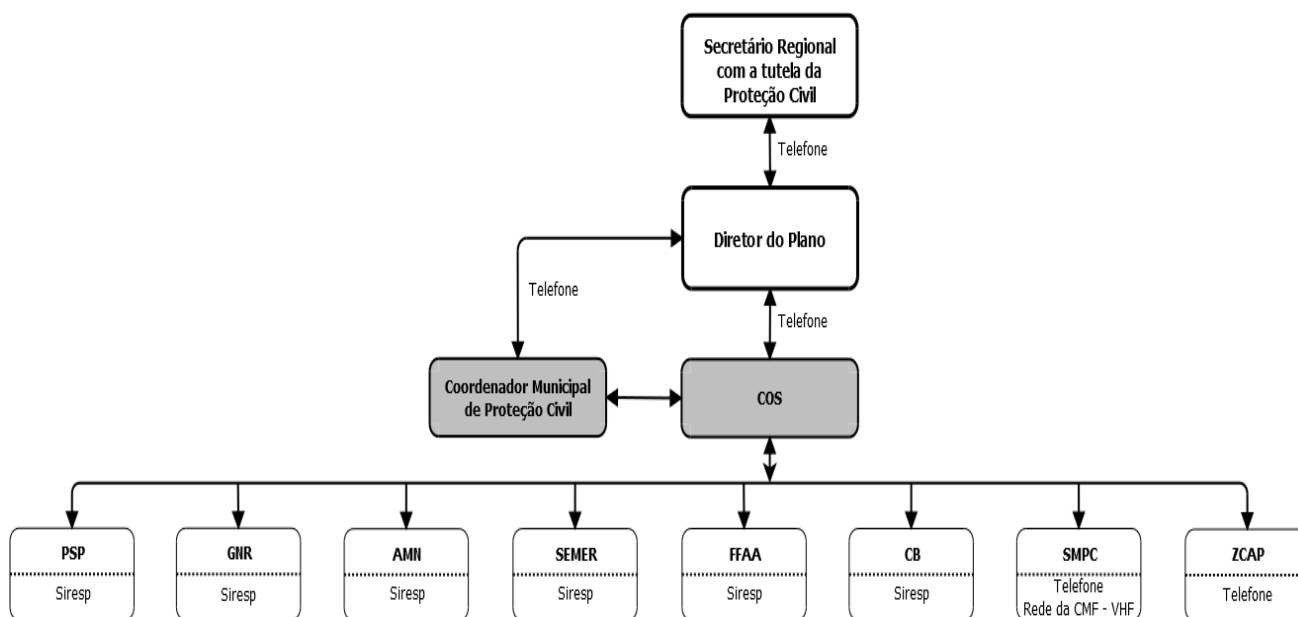 Secretário Regional
com a tutela da
Proteção Civil
Telefone
Diretor do Plano
Telefone
Telefone
Coordenador Municipal
de Proteção Civil
COS
PSP
Siresp
GNR
Siresp
AMN
Siresp
SEMER
Siresp
FFAA
Siresp
CB
Siresp
SMPC
Telefone
Rede da CMF - VHF
ZCAP
Telefone